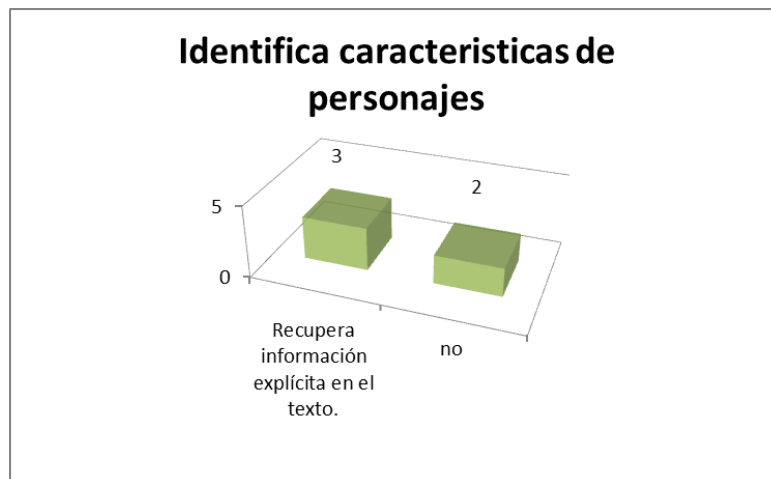 Identifica caracteristicas de
personajes
3
2
5
0
Recupera
información
explícita en el
texto.
no